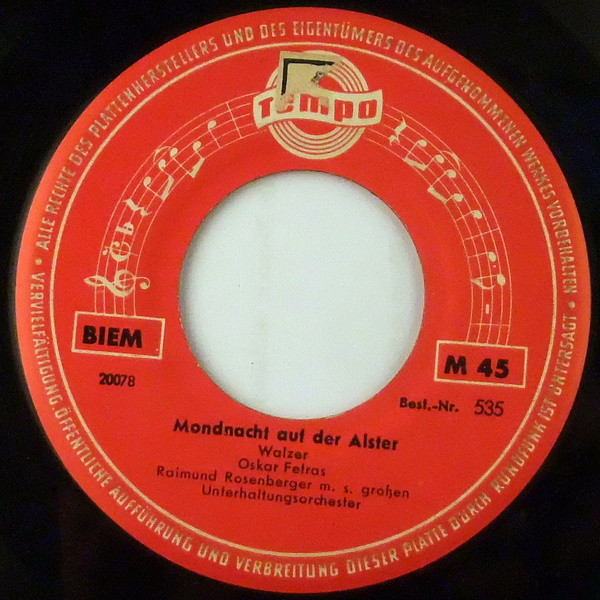 ALLE RECHTE DES PLATTENHERSTELLERS UND DES EIGENTÜMERS DES AUFGENOMMENEN WERKES VORBEHALTEN
• VERVIELFÄLTIGUNG, ÖFFENTLICHE AUFFÜHRUNG UND VERBREITUNG DIESER PLATTE DURCH RUNDFUNK IST UNTERSAGT •
Tempo
BIEM
M 45
20078
Best.-Nr. 535
Mondnacht auf der Alster
Walzer
Oskar Fetras
Raimund Rosenberger m. s. großen
Unterhaltungsorchester